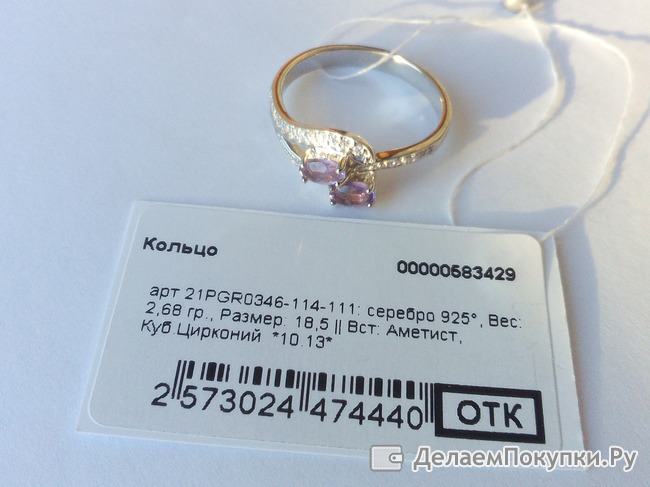 Кольцо
00000583429
арт 21PGR0346-114-111: серебро 925°, Вес:
2,68 гр., Размер: 18,5 || Вст: Аметист,
Куб.Цирконий *10.13*
2 573024 474440
ОТК
ДелаемПокупки.Ру